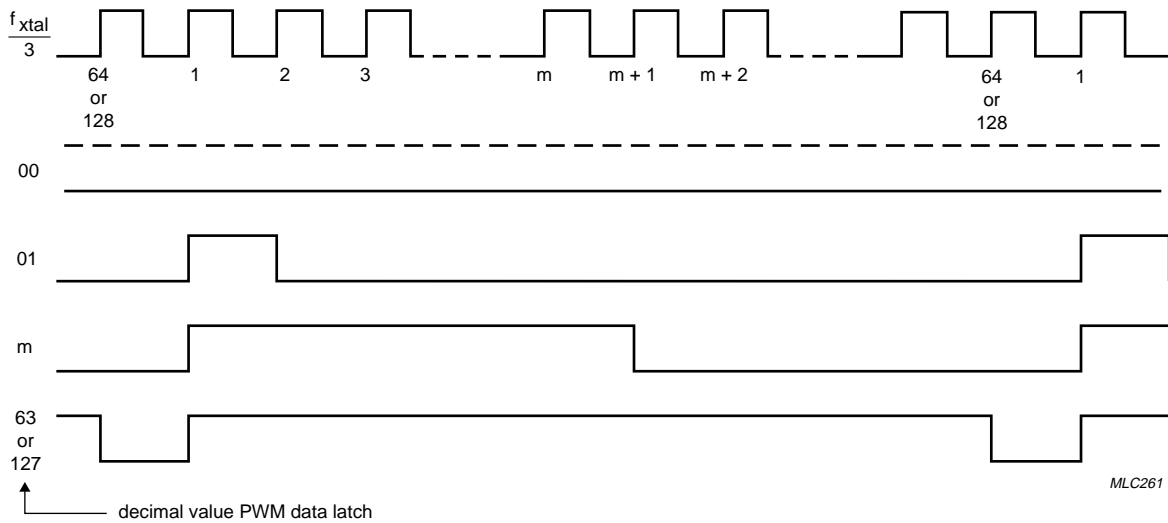 f xtal
3
64
or
128
1
2
3
m
m + 1
m + 2
64
or
128
1
00
01
m
63
or
127
MLC261
decimal value PWM data latch